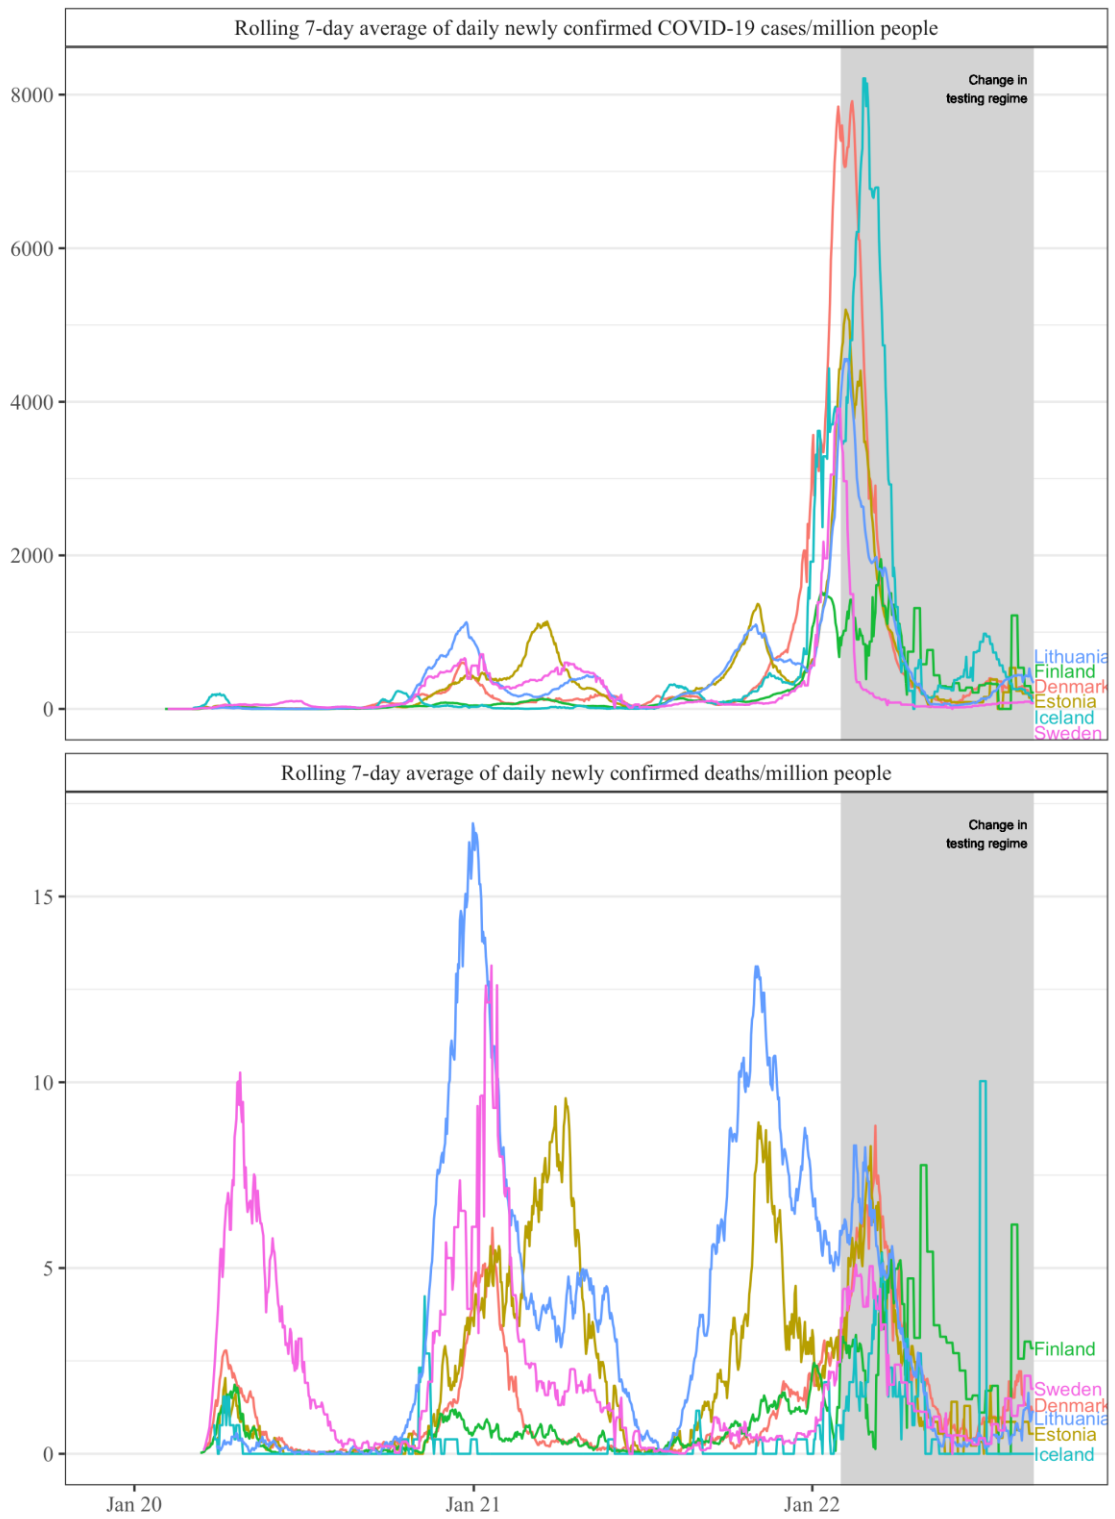 Rolling 7-day average of daily newly confirmed COVID-19 cases/million people
Change in
testing regime
8000
6000
4000
2000
0
Lithuania
Finland
Denmark
Estonia
Iceland
Sweden
Rolling 7-day average of daily newly confirmed deaths/million people
Change in
testing regime
15
10
5
0
Finland
Sweden
Denmark
Lithuania
Estonia
Iceland
Jan 20
Jan 21
Jan 22